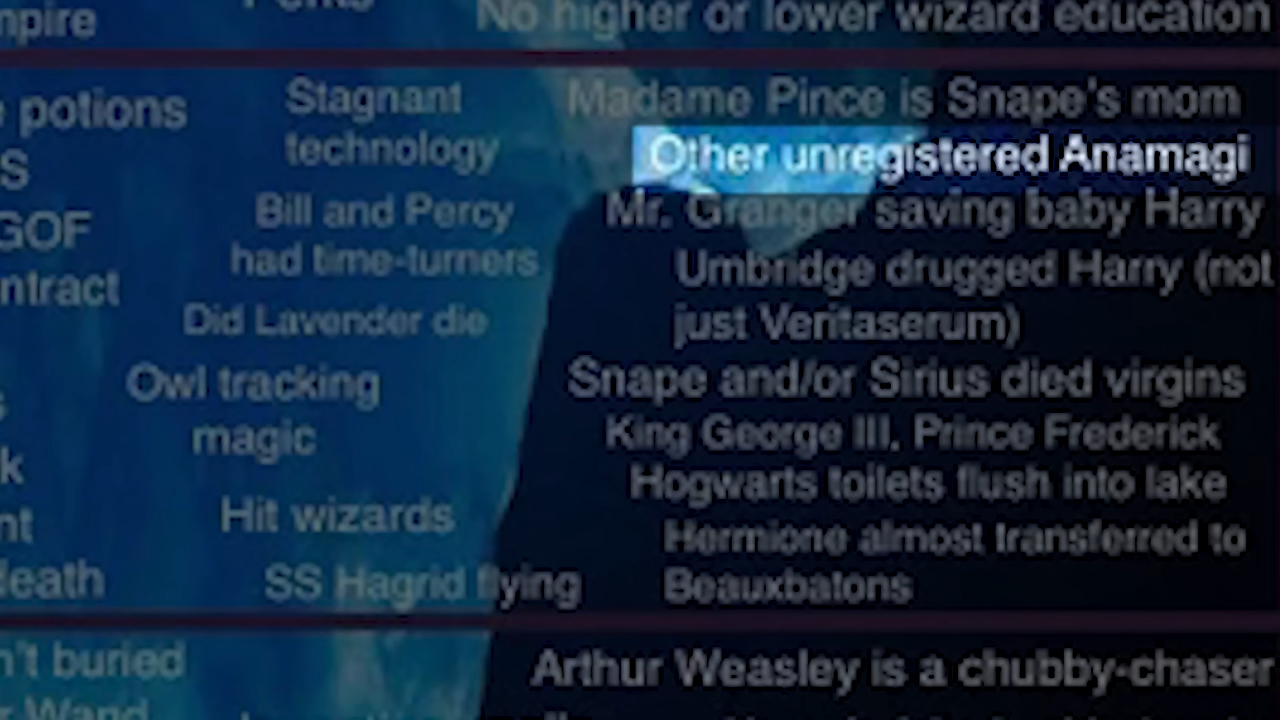 npire
No higher or lower wizard education
potions
S
GOF
ntract
k
nt
death
Stagnant
technology
Bill and Percy
had time-turners
Did Lavender die
Owl tracking
magic
Hit wizards
SS Hagrid flying
Madame Pince is Snape's mom
Other unregistered Anamagi
Mr. Granger saving baby Harry
Umbridge drugged Harry (not
just Veritaserum)
Snape and/or Sirius died virgins
King George III, Prince Frederick
Hogwarts toilets flush into lake
Hermione almost transferred to
Beauxbatons
n't buried
Wand
Arthur Weasley is a chubby-chaser